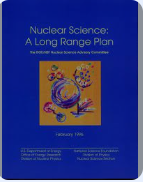 Nuclear Science:
A Long Range Plan
The DOE/NSF Nuclear Science Advisory Committee
February 1996
U.S. Department of Energy
Office of Energy Research
Division of Nuclear Physics
National Science Foundation
Division of Physics
Nuclear Science Section